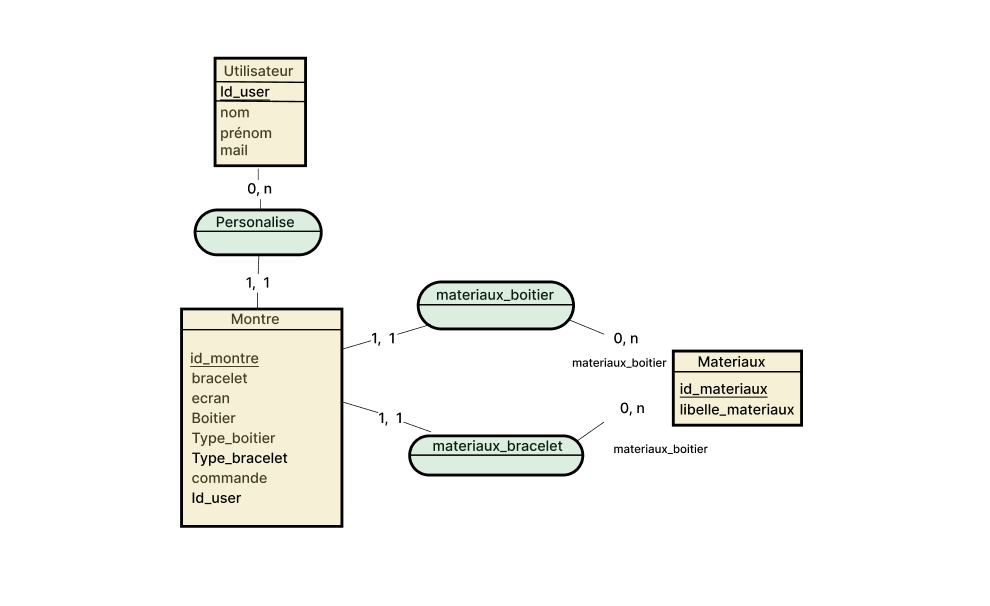 Utilisateur
Id_user
nom
prénom
mail
0, n
Personalise
1, 1
Montre
id_montre
bracelet
ecran
Boitier
Type_boitier
Type_bracelet
commande
Id_user
materiaux_boitier
1, 1
0, n
materiaux_boitier
Materiaux
id_materiaux
libelle_materiaux
1, 1
0, n
materiaux_bracelet
materiaux_boitier